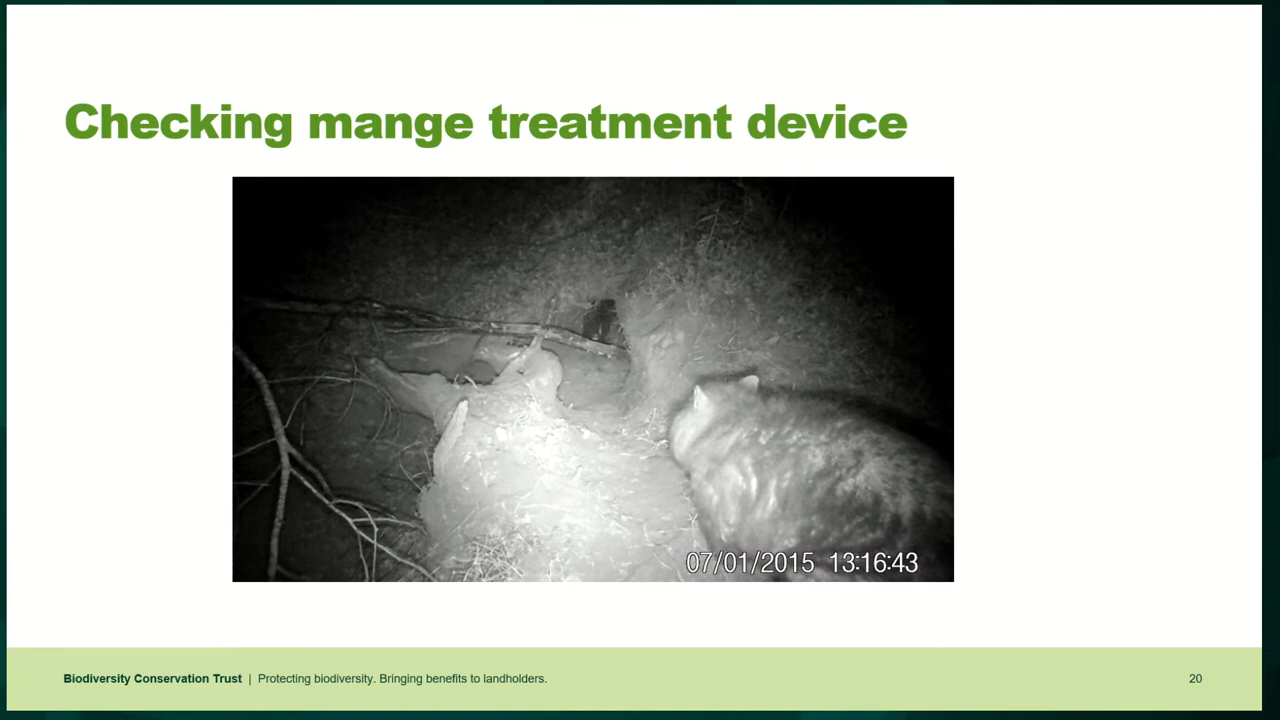 Checking mange treatment device
07/01/2015 13:16:43
Biodiversity Conservation Trust | Protecting biodiversity. Bringing benefits to landholders.
20